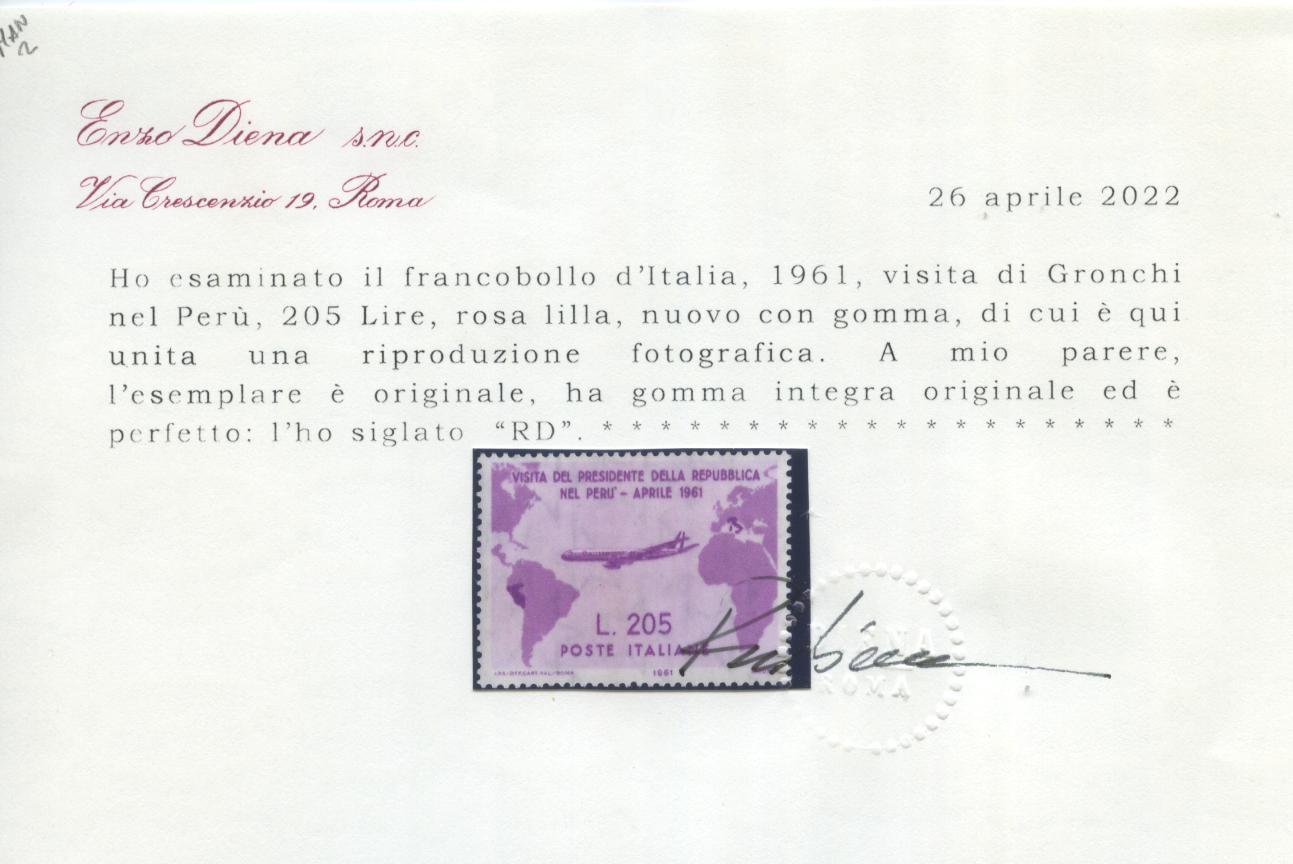 Enzo Diena s.n.c.
Via Crescenzio 19, Roma
26 aprile 2022
Ho esaminato il francobollo d'Italia, 1961, visita di Gronchi
nel Perù, 205 Lire, rosa lilla, nuovo con gomma, di cui è qui
unita una riproduzione fotografica. A mio parere,
l'esemplare è originale, ha gomma integra originale ed è
perfetto: l'ho siglato "RD". * * * * * * * * * * * * * * * * * * * *
VISITA DEL PRESIDENTE DELLA REPUBBLICA
NEL PERU' - APRILE 1961
L. 205
POSTE ITALIANE
1961
DIENA
ROMA